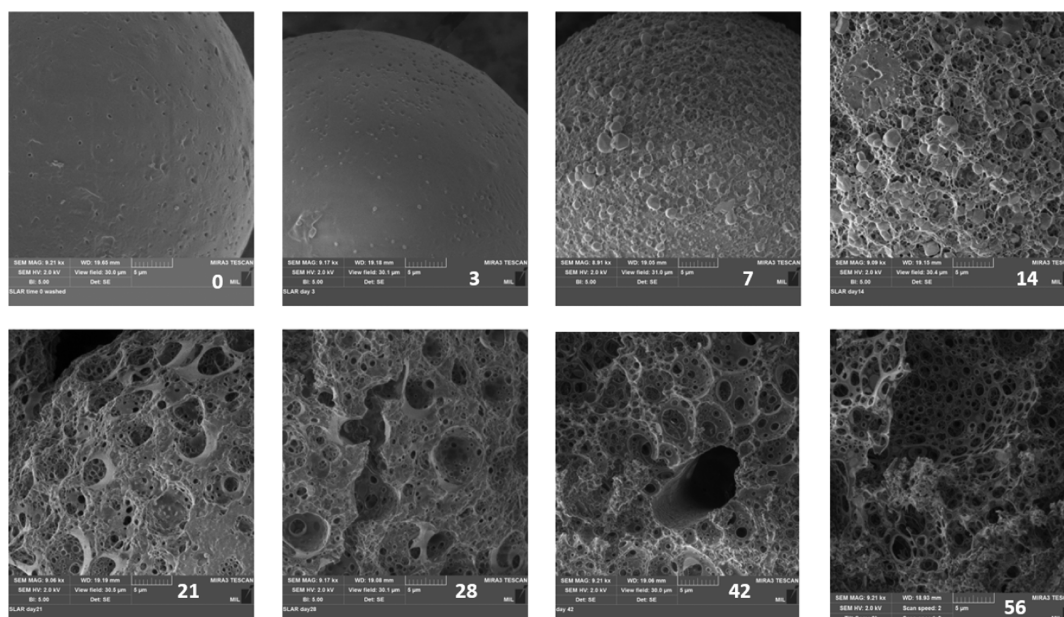 SEM MAG: 9.21 kx WD: 19.65 mm MIRA3 TESCAN
SEM HV: 2.0 kV View field: 30.0 µm 5 µm
BI: 5.00 Det: SE MIL
SLAR time 0 washed
0
SEM MAG: 9.17 kx WD: 19.18 mm MIRA3 TESCAN
SEM HV: 2.0 kV View field: 30.1 µm 5 µm
BI: 5.00 Det: SE MIL
SLAR day 3
3
SEM MAG: 8.91 kx WD: 19.05 mm MIRA3 TESCAN
SEM HV: 2.0 kV View field: 31.0 µm 5 µm
BI: 5.00 Det: SE MIL
7
SEM MAG: 9.09 kx WD: 19.15 mm MIRA3 TESC
SEM HV: 2.0 kV View field: 30.4 µm 5 µm
BI: 5.00 Det: SE MIL
SLAR day14
14
SEM MAG: 9.06 kx WD: 19.19 mm MIRA3 TESCAN
SEM HV: 2.0 kV View field: 30.5 µm 5 µm
BI: 5.00 Det: SE MIL
SLAR day21
21
SEM MAG: 9.17 kx WD: 19.08 mm MIRA3 TESCAN
SEM HV: 2.0 kV View field: 30.1 µm 5 µm
BI: 5.00 Det: SE MIL
SLAR day28
28
SEM MAG: 9.21 kx WD: 19.06 mm MIRA3 TESCAN
SEM HV: 2.0 kV View field: 30.0 µm 5 µm
BI: 5.00 Det: SE MIL
day 42
42
SEM MAG: 9.21 kx WD: 18.93 mm MIRA3 TESC
SEM HV: 2.0 kV Scan speed: 2 5 µm
56